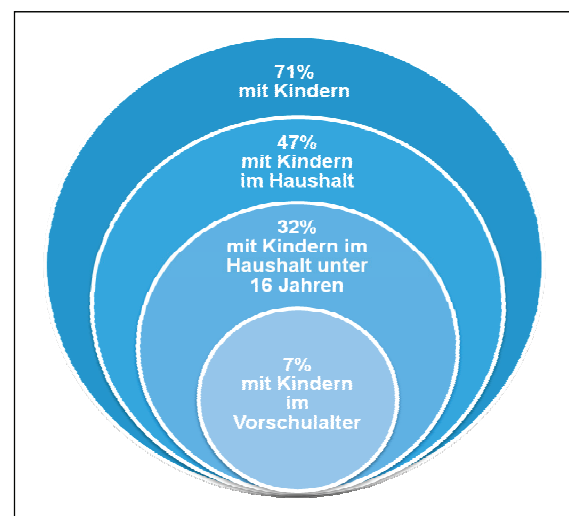 71%
mit Kindern
47%
mit Kindern
im Haushalt
32%
mit Kindern im
Haushalt unter
16 Jahren
7%
mit Kindern
im
Vorschulalter